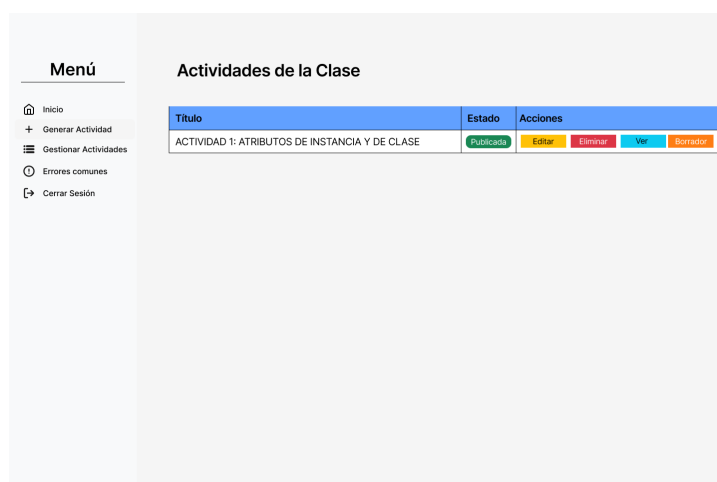 Menú
Inicio
Generar Actividad
Gestionar Actividades
Errores comunes
Cerrar Sesión
Actividades de la Clase
Título Estado Acciones
ACTIVIDAD 1: ATRIBUTOS DE INSTANCIA Y DE CLASE Publicada Editar Eliminar Ver Borrador